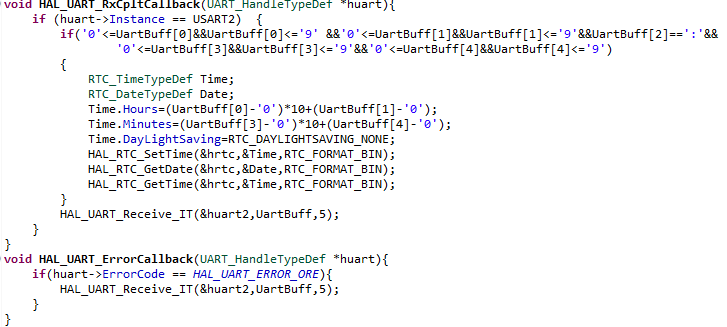 void HAL_UART_RxCpltCallback(UART_HandleTypeDef *huart){
    if (huart->Instance == USART2)  {
        if('0'<=UartBuff[0]&&UartBuff[0]<='9' &&'0'<=UartBuff[1]&&UartBuff[1]<='9'&&UartBuff[2]==':'&&
                '0'<=UartBuff[3]&&UartBuff[3]<='9'&&'0'<=UartBuff[4]&&UartBuff[4]<='9')
        {
            RTC_TimeTypeDef Time;
            RTC_DateTypeDef Date;
            Time.Hours=(UartBuff[0]-'0')*10+(UartBuff[1]-'0');
            Time.Minutes=(UartBuff[3]-'0')*10+(UartBuff[4]-'0');
            Time.DayLightSaving=RTC_DAYLIGHTSAVING_NONE;
            HAL_RTC_SetTime(&hrtc,&Time,RTC_FORMAT_BIN);
            HAL_RTC_GetDate(&hrtc,&Date,RTC_FORMAT_BIN);
            HAL_RTC_GetTime(&hrtc,&Time,RTC_FORMAT_BIN);
        }
        HAL_UART_Receive_IT(&huart2,UartBuff,5);
    }
}
void HAL_UART_ErrorCallback(UART_HandleTypeDef *huart){
    if(huart->ErrorCode == HAL_UART_ERROR_ORE){
        HAL_UART_Receive_IT(&huart2,UartBuff,5);
    }
}